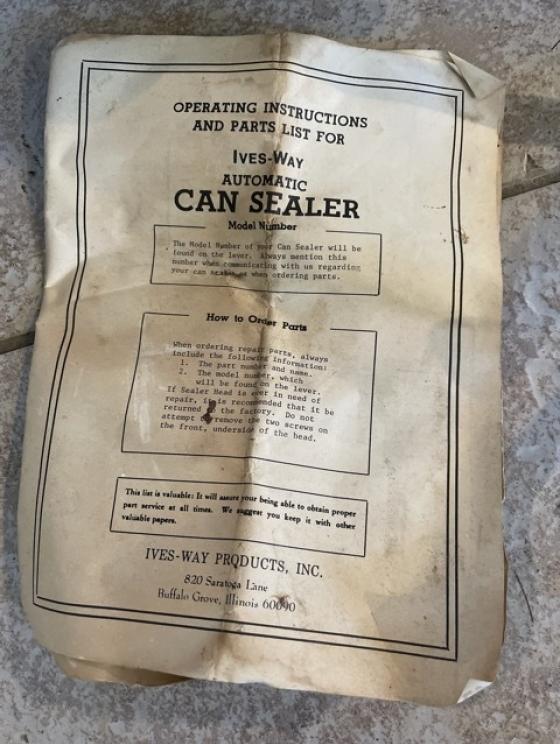 OPERATING INSTRUCTIONS
AND PARTS LIST FOR
IVES-WAY
AUTOMATIC
CAN SEALER
Model Number
The Model Number of your Can Sealer will be
found on the lever. Always mention this
number when communicating with us regarding
your can sealer or when ordering parts.
How to Order Parts
When ordering repair parts, always
include the following information:
1. The part number and name.
2. The model number, which
will be found on the lever.
If Sealer Head is ever in need of
repair, it is recommended that it be
returned the factory. Do not
attempt remove the two screws on
the front, underside of the head.
This list is valuable: It will assure your being able to obtain proper
part service at all times. We suggest you keep it with other
valuable papers.
IVES-WAY PRODUCTS, INC.
820 Saratoga Lane
Buffalo Grove, Illinois 60090